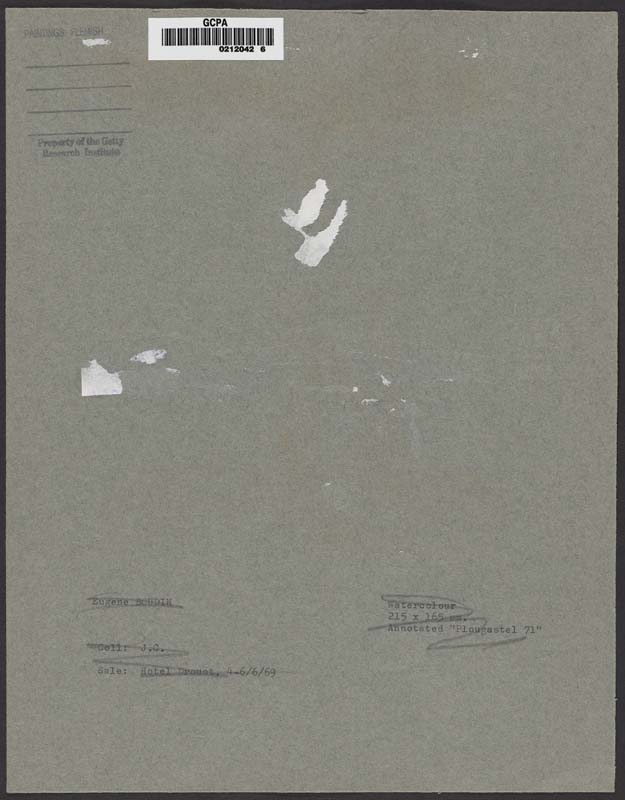 PAINTINGS FLEMISH
GCPA
0212042 6
Property of the Getty
Research Institute
Eugene BOUDIN
Coll: J.C.
Sale: Hotel Drouot, 4-6/6/69
Watercolour
215 x 165 mm.
Annotated "Plougastel 71"